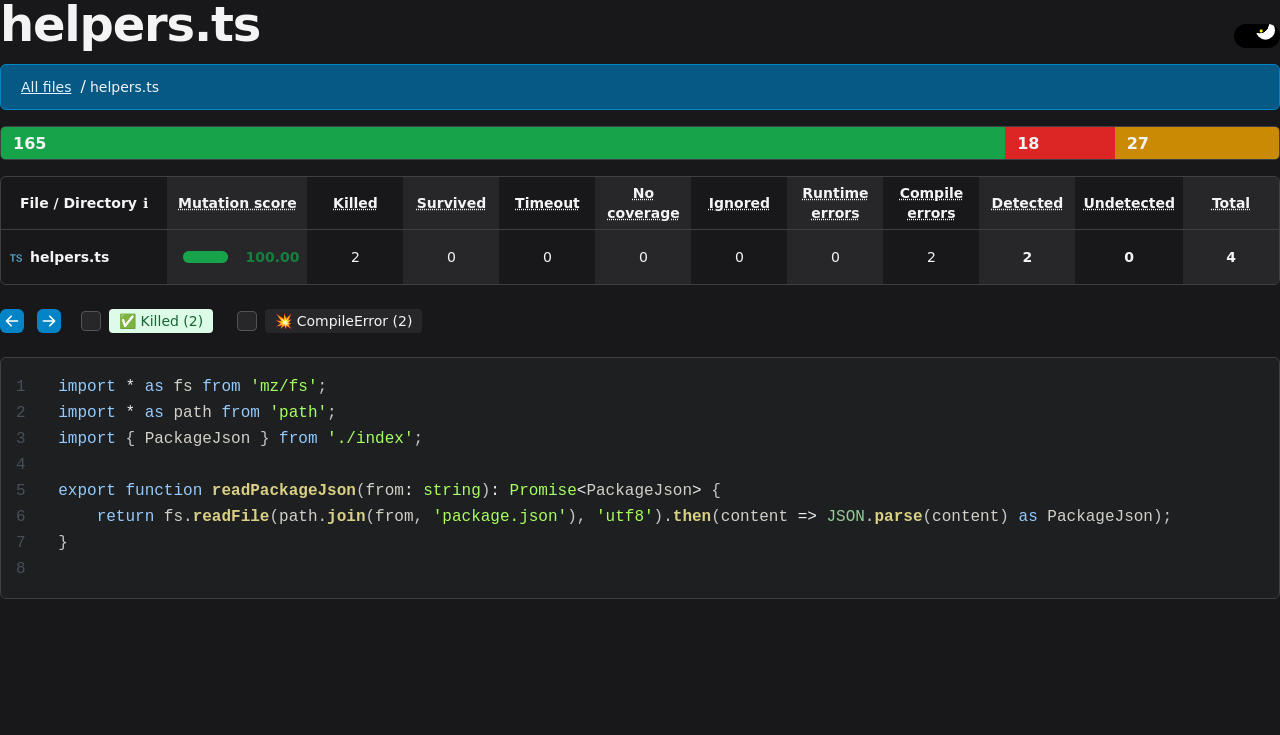 helpers.ts
All files / helpers.ts
165 18 27
File / Directory ℹ Mutation score Killed Survived Timeout No coverage Ignored Runtime errors Compile errors Detected Undetected Total
TS helpers.ts 100.00 2 0 0 0 0 0 2 2 0 4
← → ✅ Killed (2) 💥 CompileError (2)
1 import * as fs from 'mz/fs';
2 import * as path from 'path';
3 import { PackageJson } from './index';
4
5 export function readPackageJson(from: string): Promise<PackageJson> {
6     return fs.readFile(path.join(from, 'package.json'), 'utf8').then(content => JSON.parse(content) as PackageJson);
7 }
8